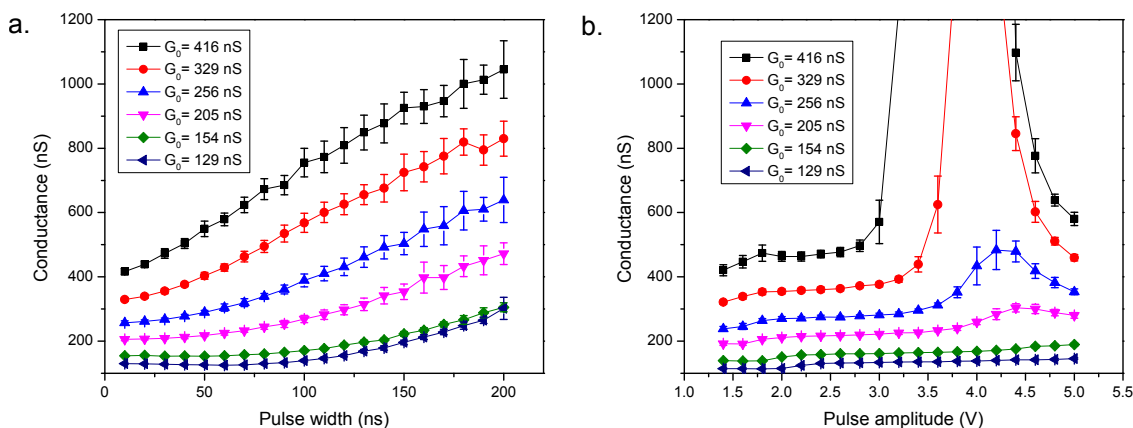 a.
1200
1000
800
600
400
200
Conductance (nS)
G₀= 416 nS
G₀= 329 nS
G₀= 256 nS
G₀= 205 nS
G₀= 154 nS
G₀= 129 nS
0 50 100 150 200
Pulse width (ns)
b.
1200
1000
800
600
400
200
Conductance (nS)
G₀= 416 nS
G₀= 329 nS
G₀= 256 nS
G₀= 205 nS
G₀= 154 nS
G₀= 129 nS
1.0 1.5 2.0 2.5 3.0 3.5 4.0 4.5 5.0 5.5
Pulse amplitude (V)